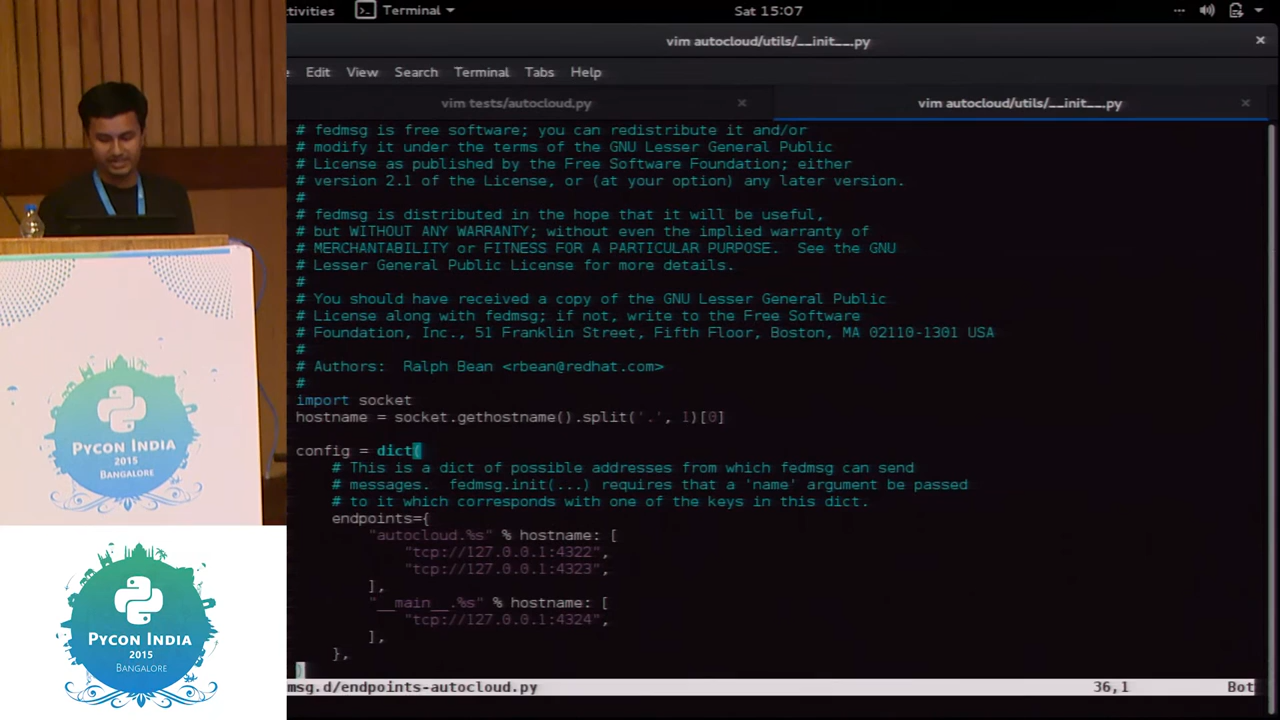 ctivities
Terminal
Sat 15:07
vim autocloud/utils/__init__.py
Edit View Search Terminal Tabs Help
vim tests/autocloud.py
vim autocloud/utils/__init__.py
# fedmsg is free software; you can redistribute it and/or
# modify it under the terms of the GNU Lesser General Public
# License as published by the Free Software Foundation; either
# version 2.1 of the License, or (at your option) any later version.
#
# fedmsg is distributed in the hope that it will be useful,
# but WITHOUT ANY WARRANTY; without even the implied warranty of
# MERCHANTABILITY or FITNESS FOR A PARTICULAR PURPOSE.  See the GNU
# Lesser General Public License for more details.
#
# You should have received a copy of the GNU Lesser General Public
# License along with fedmsg; if not, write to the Free Software
# Foundation, Inc., 51 Franklin Street, Fifth Floor, Boston, MA 02110-1301 USA
#
# Authors:  Ralph Bean <rbean@redhat.com>
#
import socket
hostname = socket.gethostname().split('.', 1)[0]
config = dict(
# This is a dict of possible addresses from which fedmsg can send
# messages.  fedmsg.init(...) requires that a 'name' argument be passed
# to it which corresponds with one of the keys in this dict.
endpoints={
"autocloud.%s" % hostname: [
"tcp://127.0.0.1:4322",
"tcp://127.0.0.1:4323",
],
"__main__.%s" % hostname: [
"tcp://127.0.0.1:4324",
],
},
)
msg.d/endpoints-autocloud.py
36,1
Bot
PYCON INDIA
2015
BANGALORE
PYCON INDIA
2015
BANGALORE